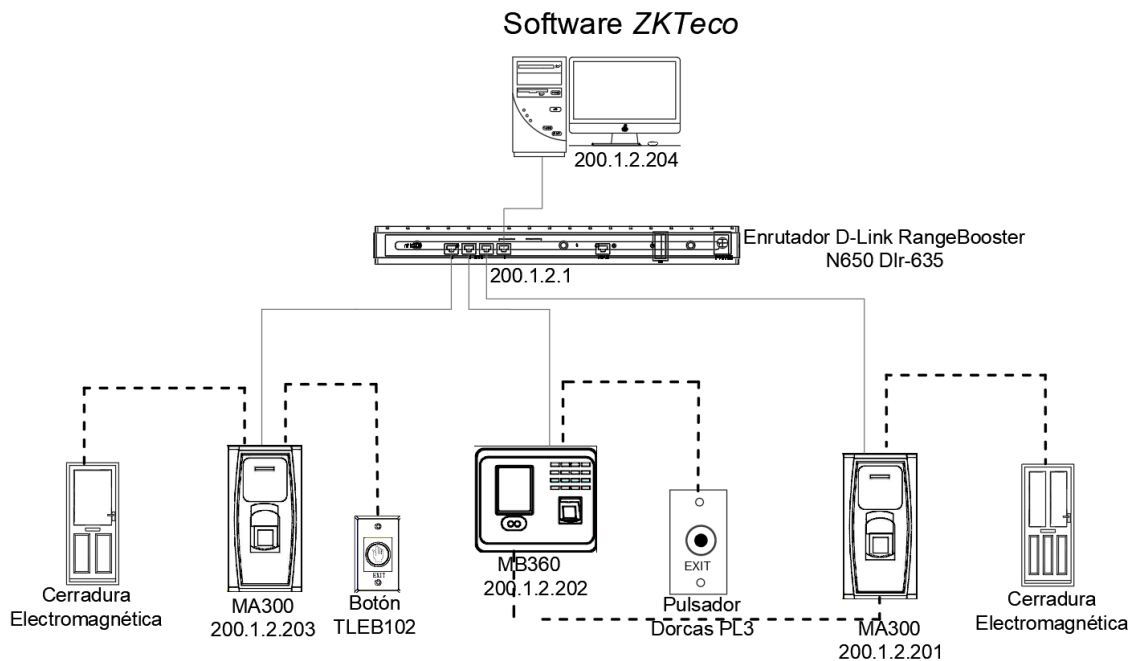 Software ZKTeco
200.1.2.204
Enrutador D-Link RangeBooster
N650 DIr-635
200.1.2.1
Cerradura
Electromagnética
MA300
200.1.2.203
EXIT
Botón
TLEB102
MB360
200.1.2.202
EXIT
Pulsador
Dorcas PL3
MA300
200.1.2.201
Cerradura
Electromagnética